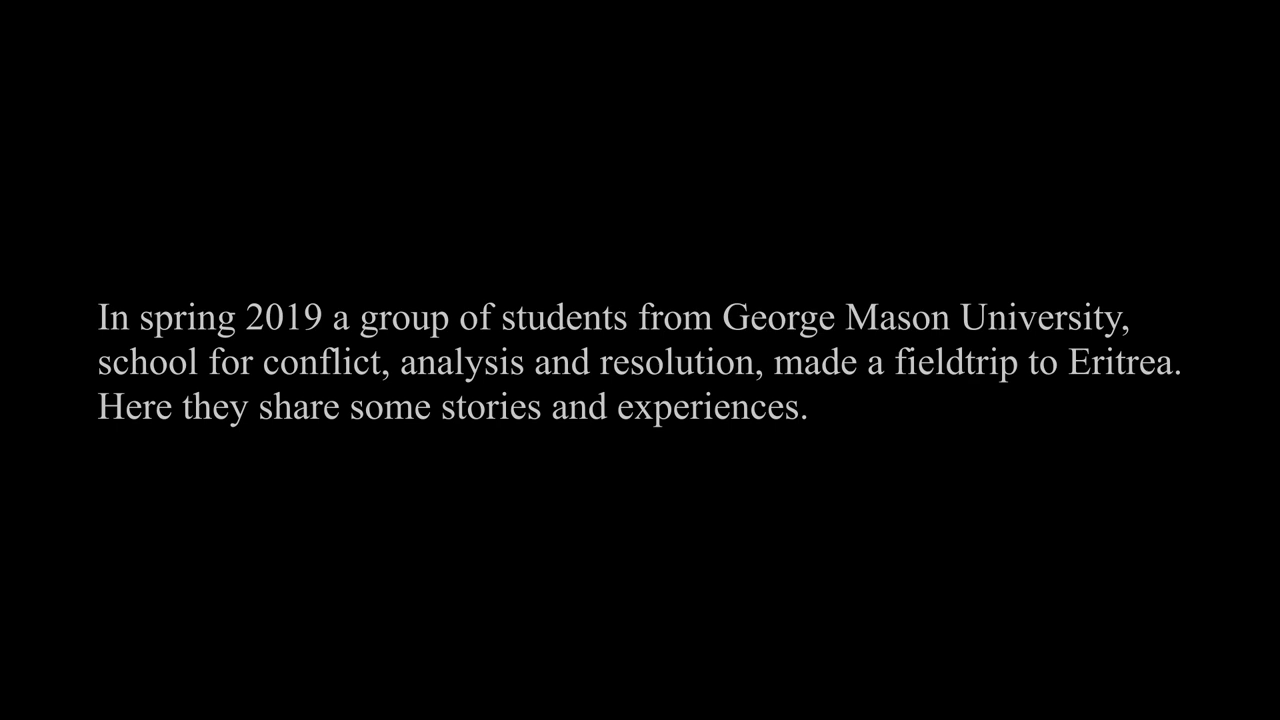 In spring 2019 a group of students from George Mason University,
school for conflict, analysis and resolution, made a fieldtrip to Eritrea.
Here they share some stories and experiences.